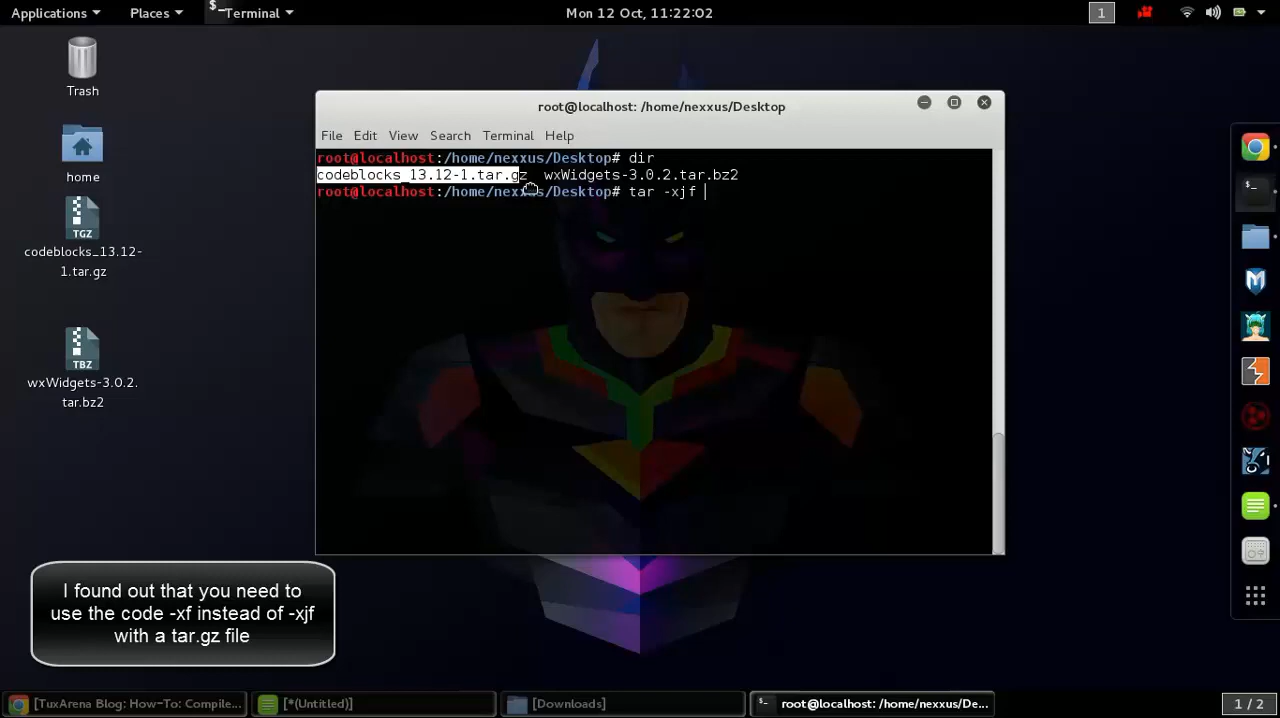 Applications Places Terminal Mon 12 Oct, 11:22:02 1
Trash
home
TGZ
codeblocks_13.12-
1.tar.gz
TBZ
wxWidgets-3.0.2.
tar.bz2
root@localhost: /home/nexxus/Desktop
File Edit View Search Terminal Help
root@localhost:/home/nexxus/Desktop# dir
codeblocks_13.12-1.tar.gz wxWidgets-3.0.2.tar.bz2
root@localhost:/home/nexxus/Desktop# tar -xjf
I found out that you need to
use the code -xf instead of -xjf
with a tar.gz file
[TuxArena Blog: How-To: Compile... [*(Untitled)] [Downloads] root@localhost: /home/nexxus/De... 1 / 2